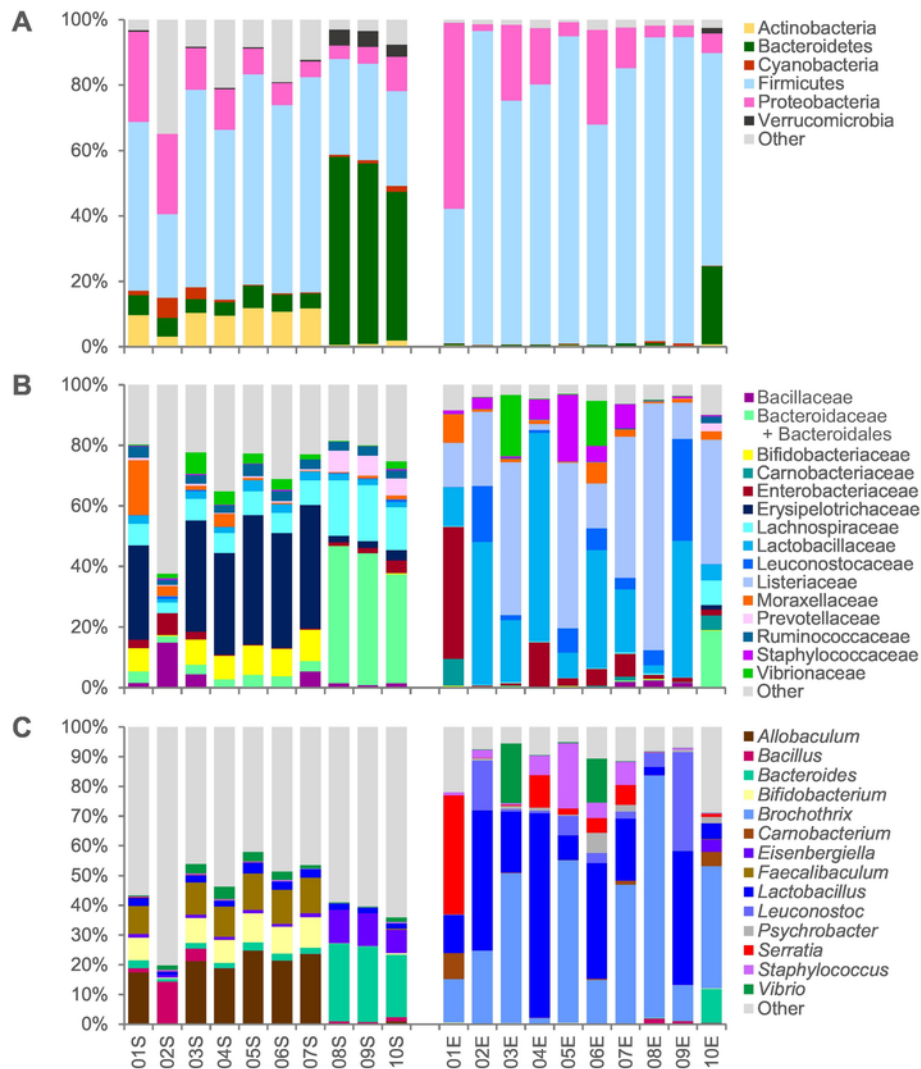 A
100%
80%
60%
40%
20%
0%
Actinobacteria
Bacteroidetes
Cyanobacteria
Firmicutes
Proteobacteria
Verrucomicrobia
Other
B
100%
80%
60%
40%
20%
0%
Bacillaceae
Bacteroidaceae
+ Bacteroidales
Bifidobacteriaceae
Carnobacteriaceae
Enterobacteriaceae
Erysipelotrichaceae
Lachnospiraceae
Lactobacillaceae
Leuconostocaceae
Listeriaceae
Moraxellaceae
Prevotellaceae
Ruminococcaceae
Staphylococcaceae
Vibrionaceae
Other
C
100%
90%
80%
70%
60%
50%
40%
30%
20%
10%
0%
Allobaculum
Bacillus
Bacteroides
Bifidobacterium
Brochothrix
Carnobacterium
Eisenbergiella
Faecalibaculum
Lactobacillus
Leuconostoc
Psychrobacter
Serratia
Staphylococcus
Vibrio
Other
01S 02S 03S 04S 05S 06S 07S 08S 09S 10S 01E 02E 03E 04E 05E 06E 07E 08E 09E 10E